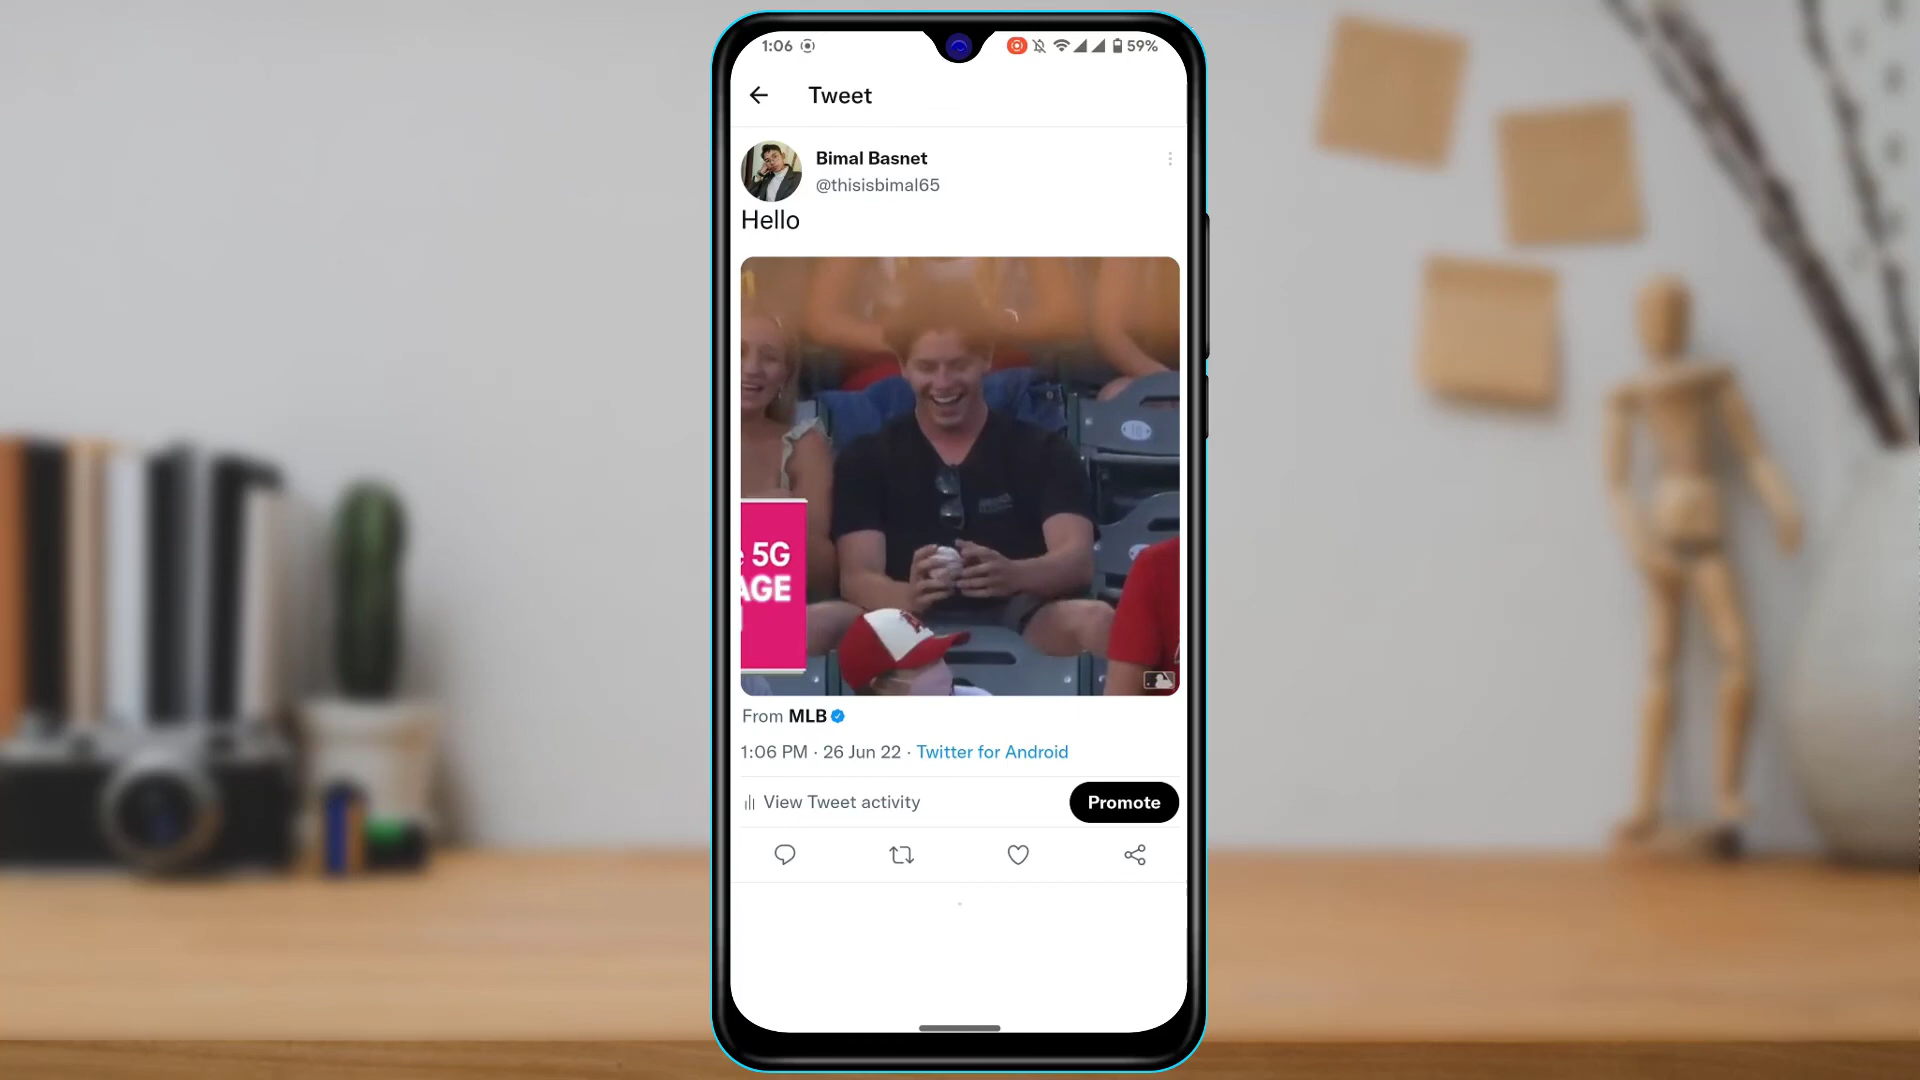 1:06
59%
Tweet
Bimal Basnet
@thisisbimal65
Hello
5G
AGE
From MLB
1:06 PM · 26 Jun 22 · Twitter for Android
View Tweet activity
Promote